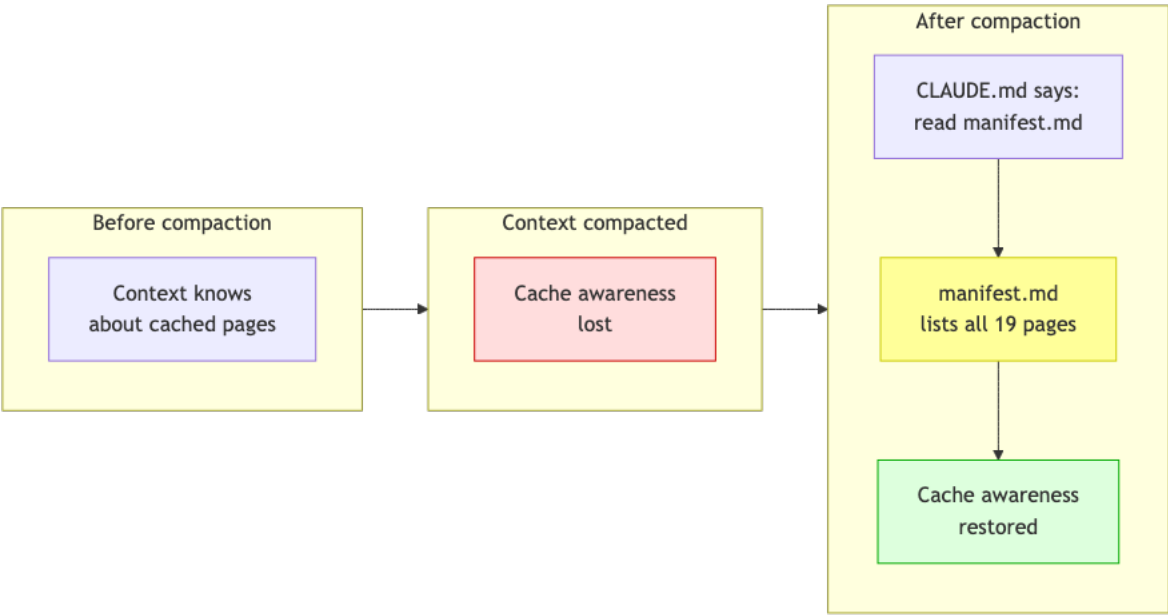 Before compaction
Context knows
about cached pages
Context compacted
Cache awareness
lost
After compaction
CLAUDE.md says:
read manifest.md
manifest.md
lists all 19 pages
Cache awareness
restored